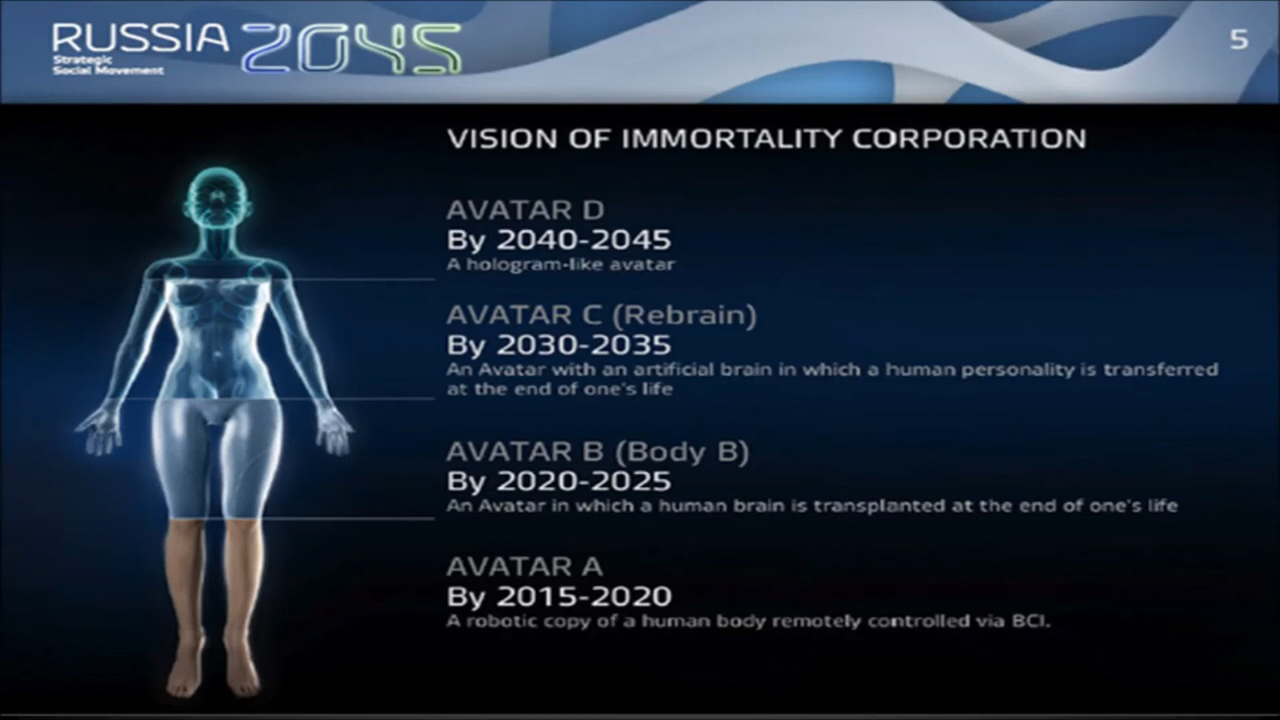 RUSSIA 2045
Strategic
Social Movement
5
VISION OF IMMORTALITY CORPORATION
AVATAR D
By 2040-2045
A hologram-like avatar
AVATAR C (Rebrain)
By 2030-2035
An Avatar with an artificial brain in which a human personality is transferred
at the end of one's life
AVATAR B (Body B)
By 2020-2025
An Avatar in which a human brain is transplanted at the end of one's life
AVATAR A
By 2015-2020
A robotic copy of a human body remotely controlled via BCI.